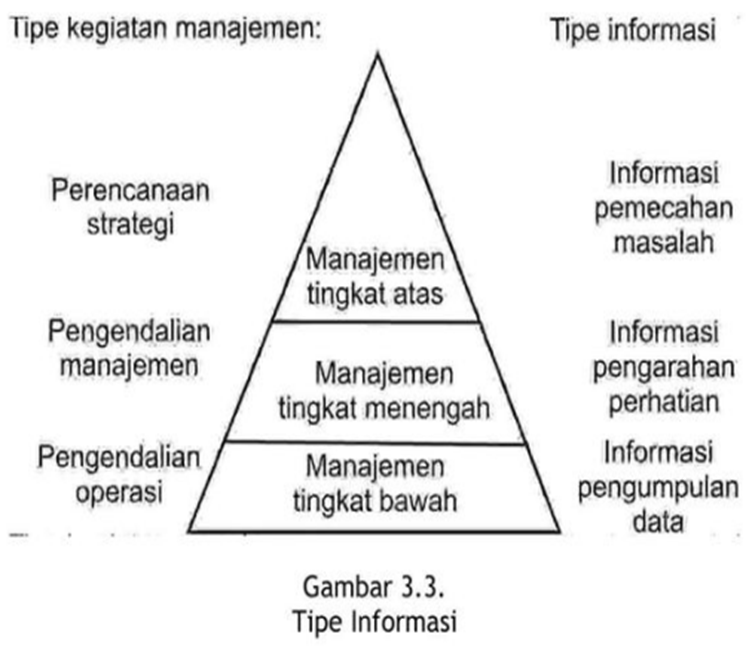 Tipe kegiatan manajemen:
Tipe informasi
Perencanaan
strategi
Manajemen
tingkat atas
Informasi
pemecahan
masalah
Pengendalian
manajemen
Manajemen
tingkat menengah
Informasi
pengarahan
perhatian
Pengendalian
operasi
Manajemen
tingkat bawah
Informasi
pengumpulan
data
Gambar 3.3.
Tipe Informasi